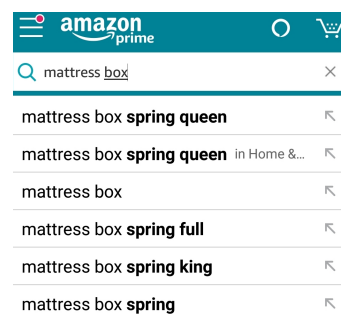 amazon
prime
mattress box
mattress box spring queen
mattress box spring queen in Home &...
mattress box
mattress box spring full
mattress box spring king
mattress box spring